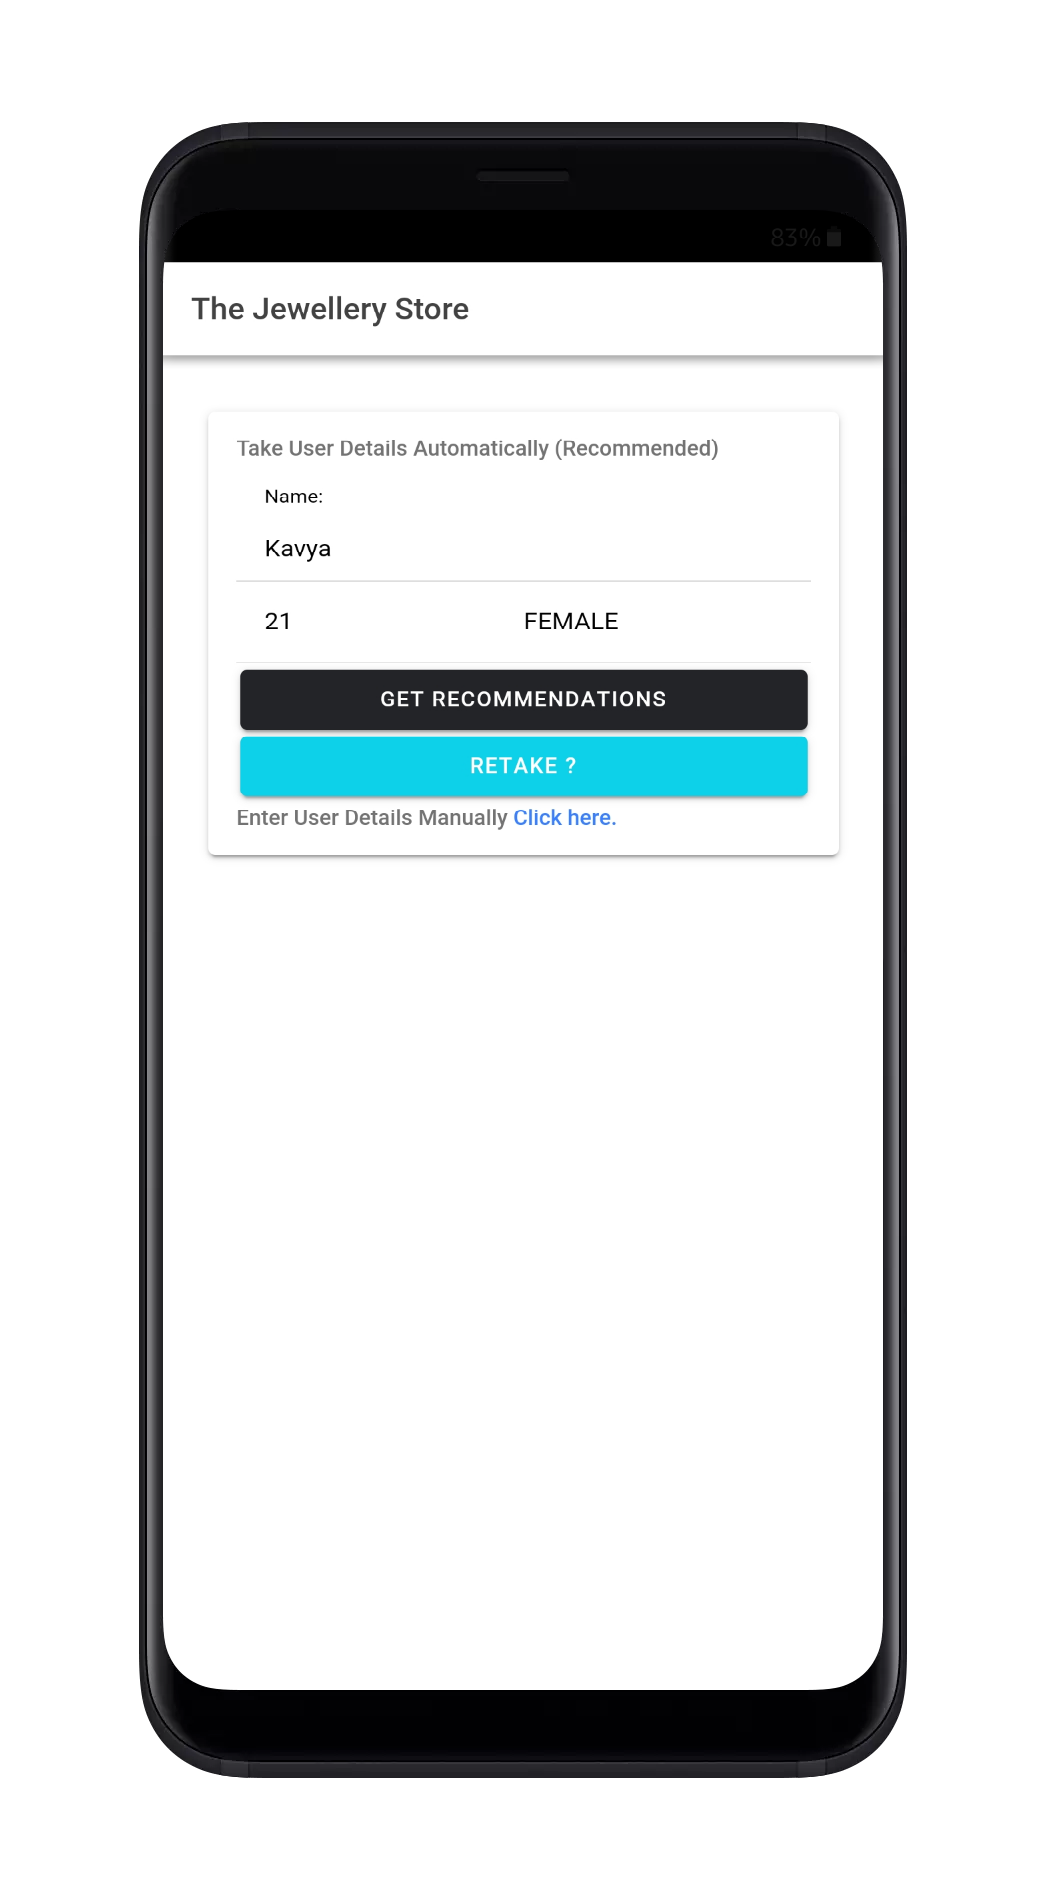 83%
The Jewellery Store
Take User Details Automatically (Recommended)
Name:
Kavya
21 FEMALE
GET RECOMMENDATIONS
RETAKE ?
Enter User Details Manually Click here.